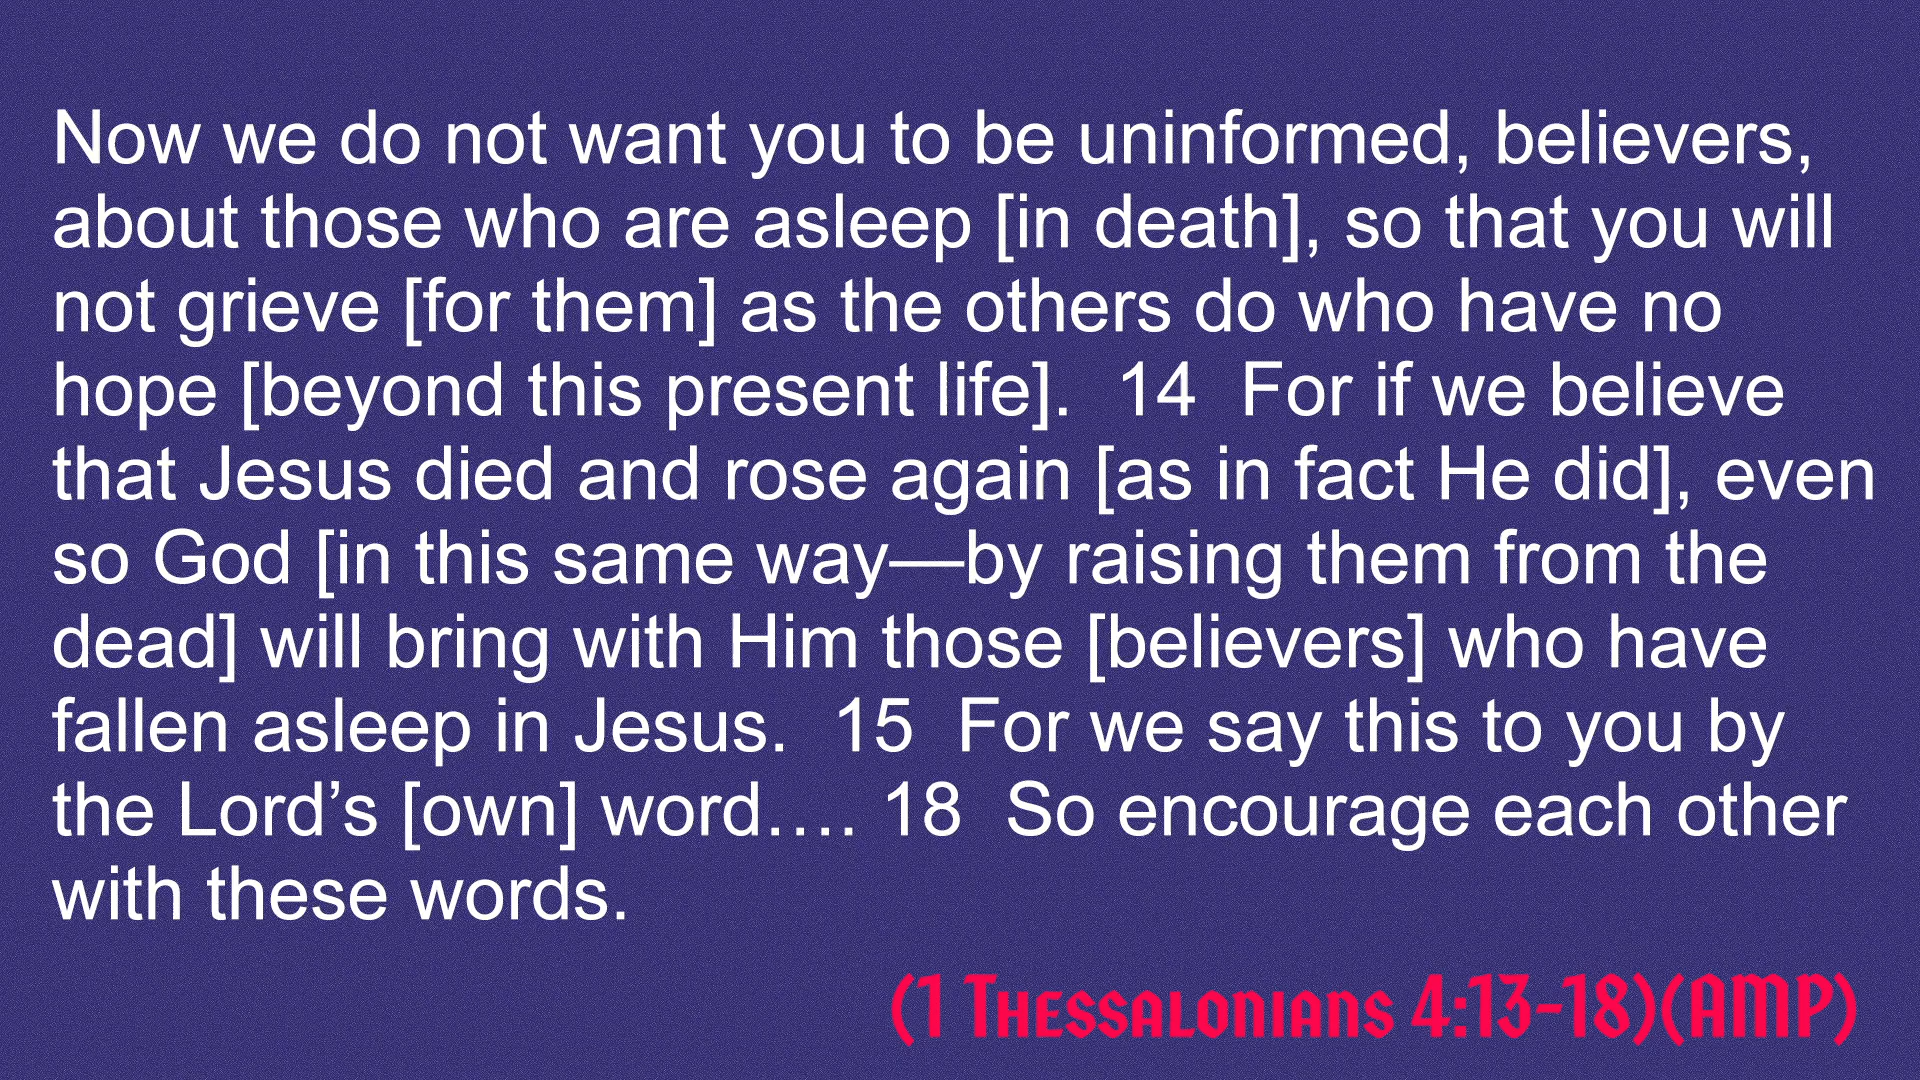 Now we do not want you to be uninformed, believers,
about those who are asleep [in death], so that you will
not grieve [for them] as the others do who have no
hope [beyond this present life].  14  For if we believe
that Jesus died and rose again [as in fact He did], even
so God [in this same way—by raising them from the
dead] will bring with Him those [believers] who have
fallen asleep in Jesus.  15  For we say this to you by
the Lord’s [own] word…. 18  So encourage each other
with these words.
(1 Thessalonians 4:13-18)(AMP)